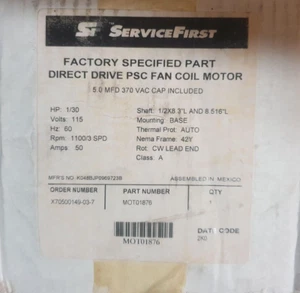 ServiceFirst
FACTORY SPECIFIED PART
DIRECT DRIVE PSC FAN COIL MOTOR
5.0 MFD 370 VAC CAP INCLUDED
HP: 1/30
Shaft: 1/2X8.3"L AND 6.516"L
Volts: 115
Mounting: BASE
Hz: 60
Thermal Prot: AUTO
Rpm: 1100/3 SPD
Nema Frame: 42Y
Amps: 50
Rot: CW LEAD END
Class: A
ASSEMBLED IN MEXICO
ORDER NUMBER
PART NUMBER
QTY
X70500149-03-7
MOT01876
MOT01876
DATE CODE